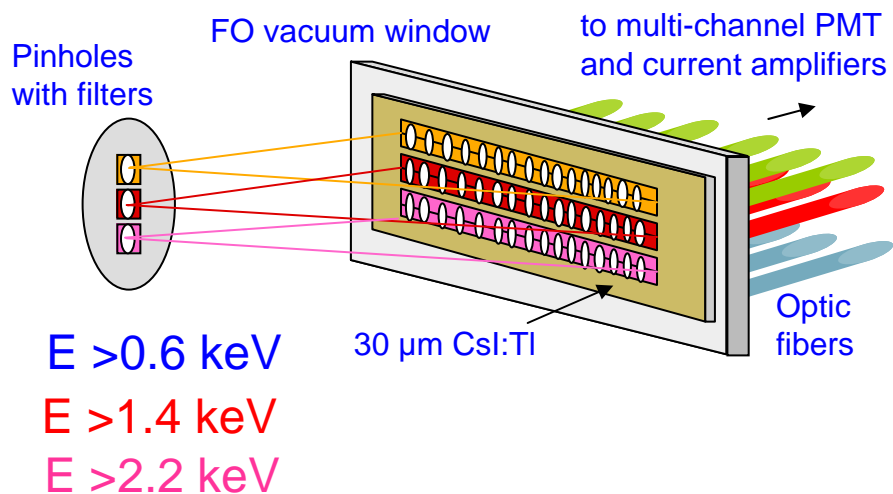 FO vacuum window
to multi-channel PMT
and current amplifiers
Pinholes
with filters
30 µm CsI:Tl
Optic
fibers
E >0.6 keV
E >1.4 keV
E >2.2 keV